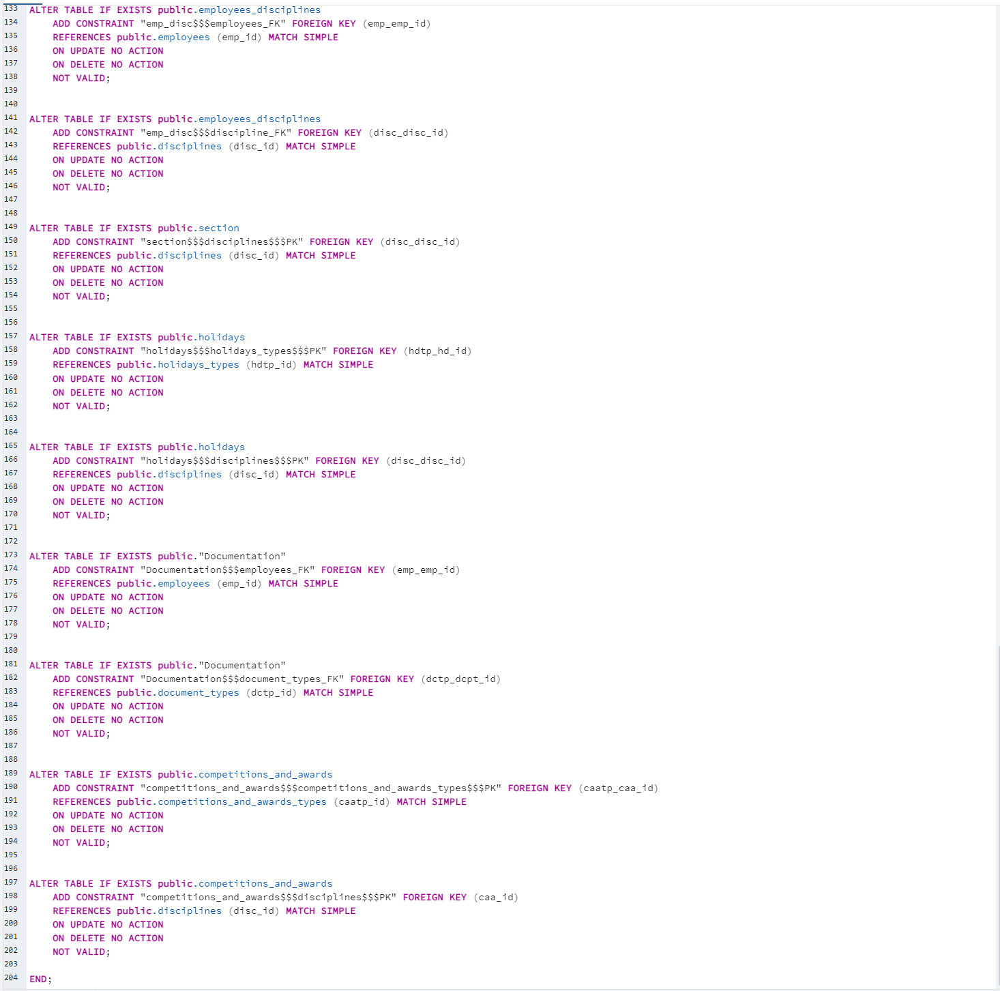 133 ALTER TABLE IF EXISTS public.employees_disciplines
134     ADD CONSTRAINT "emp_disc$$$employees_FK" FOREIGN KEY (emp_emp_id)
135     REFERENCES public.employees (emp_id) MATCH SIMPLE
136     ON UPDATE NO ACTION
137     ON DELETE NO ACTION
138     NOT VALID;
139
140
141 ALTER TABLE IF EXISTS public.employees_disciplines
142     ADD CONSTRAINT "emp_disc$$$discipline_FK" FOREIGN KEY (disc_disc_id)
143     REFERENCES public.disciplines (disc_id) MATCH SIMPLE
144     ON UPDATE NO ACTION
145     ON DELETE NO ACTION
146     NOT VALID;
147
148
149 ALTER TABLE IF EXISTS public.section
150     ADD CONSTRAINT "section$$$disciplines$$$PK" FOREIGN KEY (disc_disc_id)
151     REFERENCES public.disciplines (disc_id) MATCH SIMPLE
152     ON UPDATE NO ACTION
153     ON DELETE NO ACTION
154     NOT VALID;
155
156
157 ALTER TABLE IF EXISTS public.holidays
158     ADD CONSTRAINT "holidays$$$holidays_types$$$PK" FOREIGN KEY (hdtp_hd_id)
159     REFERENCES public.holidays_types (hdtp_id) MATCH SIMPLE
160     ON UPDATE NO ACTION
161     ON DELETE NO ACTION
162     NOT VALID;
163
164
165 ALTER TABLE IF EXISTS public.holidays
166     ADD CONSTRAINT "holidays$$$disciplines$$$PK" FOREIGN KEY (disc_disc_id)
167     REFERENCES public.disciplines (disc_id) MATCH SIMPLE
168     ON UPDATE NO ACTION
169     ON DELETE NO ACTION
170     NOT VALID;
171
172
173 ALTER TABLE IF EXISTS public."Documentation"
174     ADD CONSTRAINT "Documentation$$$employees_FK" FOREIGN KEY (emp_emp_id)
175     REFERENCES public.employees (emp_id) MATCH SIMPLE
176     ON UPDATE NO ACTION
177     ON DELETE NO ACTION
178     NOT VALID;
179
180
181 ALTER TABLE IF EXISTS public."Documentation"
182     ADD CONSTRAINT "Documentation$$$document_types_FK" FOREIGN KEY (dctp_dcpt_id)
183     REFERENCES public.document_types (dctp_id) MATCH SIMPLE
184     ON UPDATE NO ACTION
185     ON DELETE NO ACTION
186     NOT VALID;
187
188
189 ALTER TABLE IF EXISTS public.competitions_and_awards
190     ADD CONSTRAINT "competitions_and_awards$$$competitions_and_awards_types$$$PK" FOREIGN KEY (caatp_caa_id)
191     REFERENCES public.competitions_and_awards_types (caatp_id) MATCH SIMPLE
192     ON UPDATE NO ACTION
193     ON DELETE NO ACTION
194     NOT VALID;
195
196
197 ALTER TABLE IF EXISTS public.competitions_and_awards
198     ADD CONSTRAINT "competitions_and_awards$$$disciplines$$$PK" FOREIGN KEY (caa_id)
199     REFERENCES public.disciplines (disc_id) MATCH SIMPLE
200     ON UPDATE NO ACTION
201     ON DELETE NO ACTION
202     NOT VALID;
203
204 END;